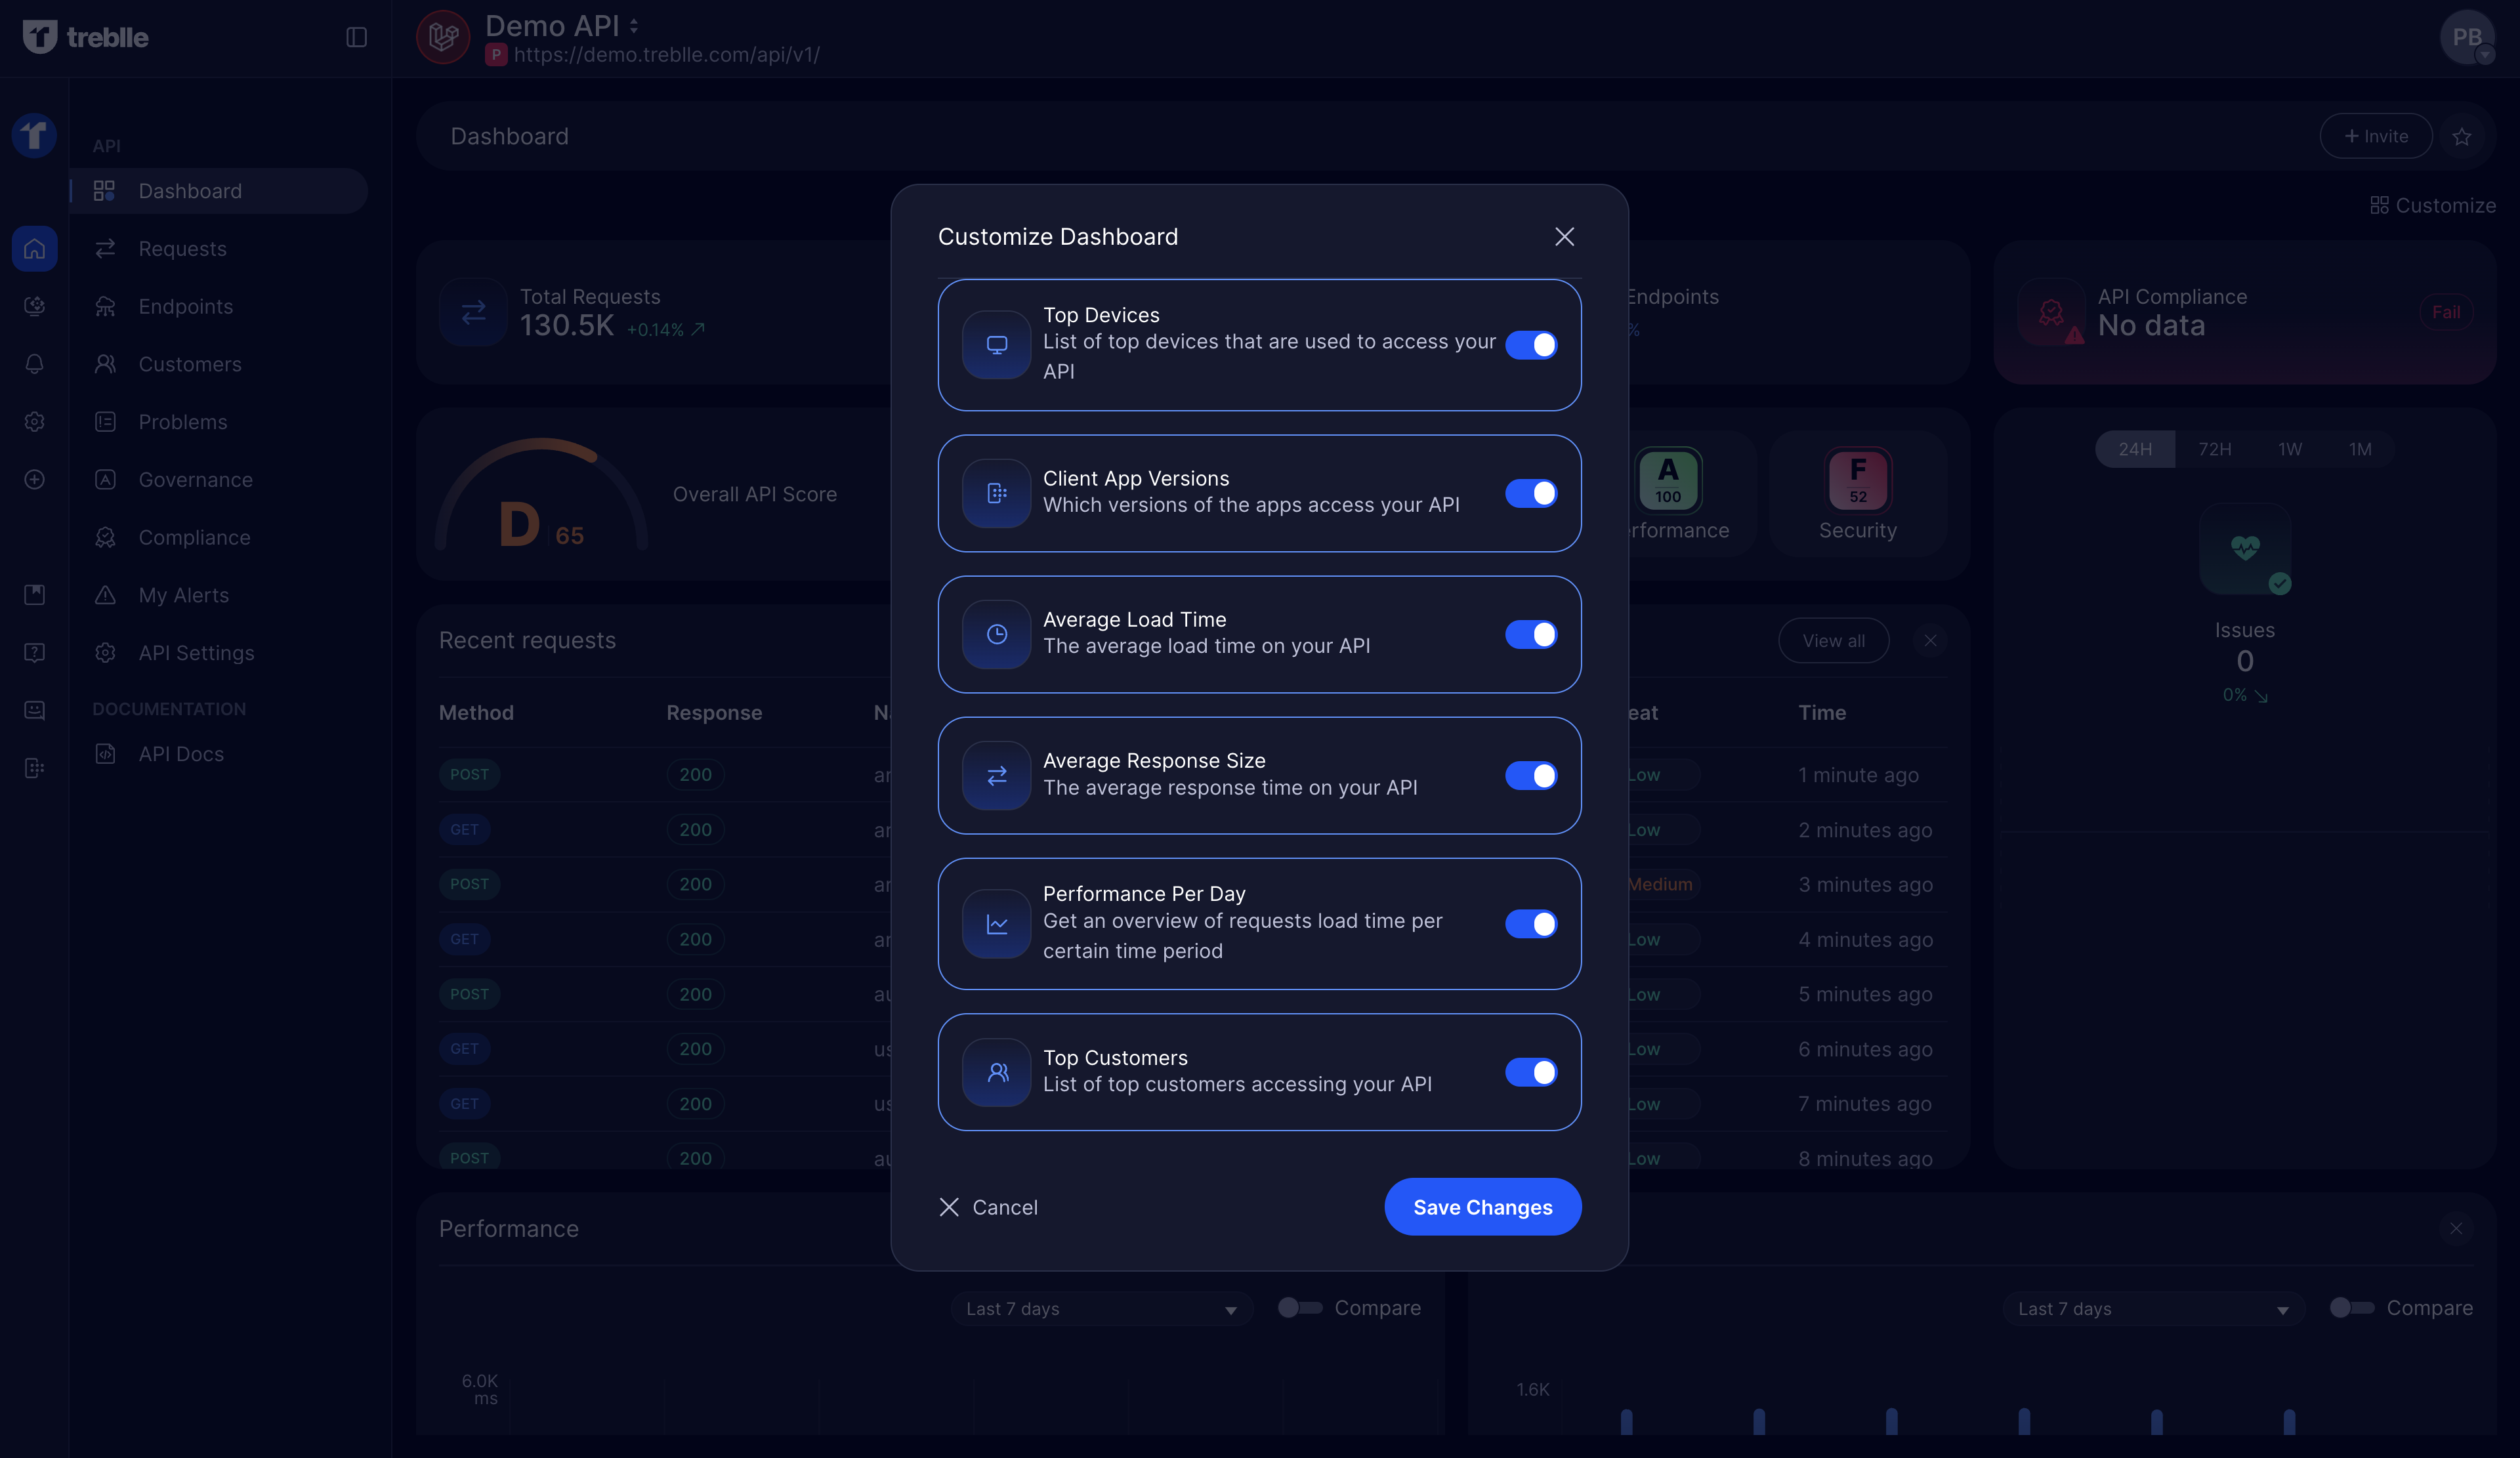 treblle
Demo API
P https://demo.treblle.com/api/v1/
PB
API
Dashboard
Requests
Endpoints
Customers
Problems
Governance
Compliance
My Alerts
API Settings
DOCUMENTATION
API Docs
Dashboard
+ Invite
Customize
Total Requests
130.5K +0.14%
Endpoints
%
API Compliance
No data
Fail
D 65
Overall API Score
A
100
rformance
F
52
Security
24H 72H 1W 1M
Issues
0
0%
Recent requests
View all
Method Response Na eat Time
POST 200 ar Low 1 minute ago
GET 200 ar Low 2 minutes ago
POST 200 ar Medium 3 minutes ago
GET 200 ar Low 4 minutes ago
POST 200 au Low 5 minutes ago
GET 200 us Low 6 minutes ago
GET 200 us Low 7 minutes ago
POST 200 au Low 8 minutes ago
Performance
Last 7 days Compare
6.0K
ms
Last 7 days Compare
1.6K
Customize Dashboard
Top Devices
List of top devices that are used to access your
API
Client App Versions
Which versions of the apps access your API
Average Load Time
The average load time on your API
Average Response Size
The average response time on your API
Performance Per Day
Get an overview of requests load time per
certain time period
Top Customers
List of top customers accessing your API
Cancel
Save Changes